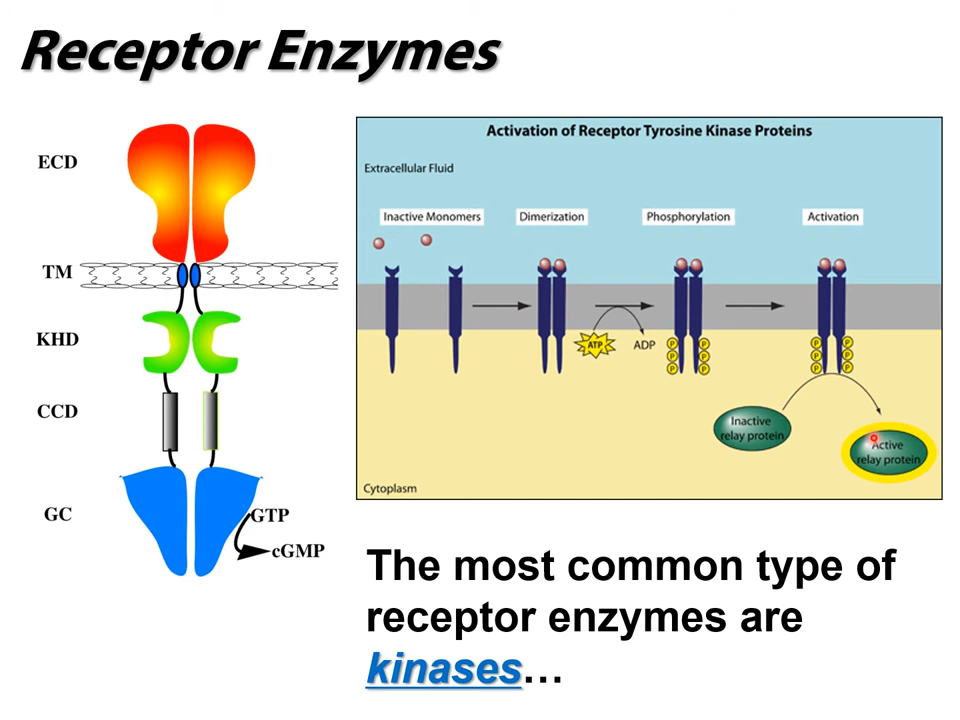 Receptor Enzymes
ECD
TM
KHD
CCD
GC
GTP
cGMP
Activation of Receptor Tyrosine Kinase Proteins
Extracellular Fluid
Inactive Monomers
Dimerization
Phosphorylation
Activation
ATP
ADP
P P
P P
P P
P P
P P
P P
Inactive
relay protein
Active
relay protein
Cytoplasm
The most common type of
receptor enzymes are
kinases…